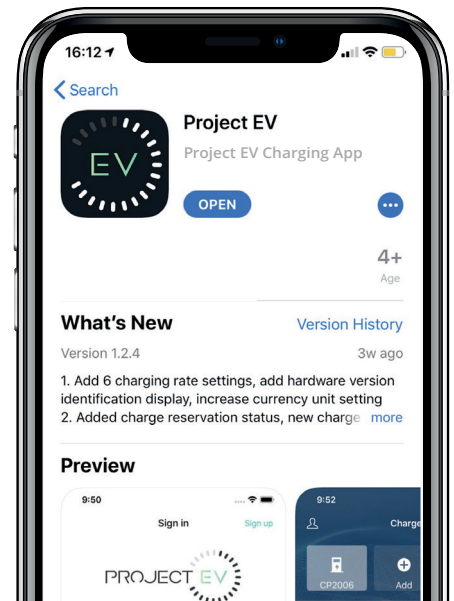 16:12
Search
EV
Project EV
Project EV Charging App
OPEN
4+
Age
What's New
Version History
Version 1.2.4
3w ago
1. Add 6 charging rate settings, add hardware version
identification display, increase currency unit setting
2. Added charge reservation status, new charge more
Preview
9:50
Sign in
Sign up
PROJECT EV
9:52
Charge
CP2006
Add